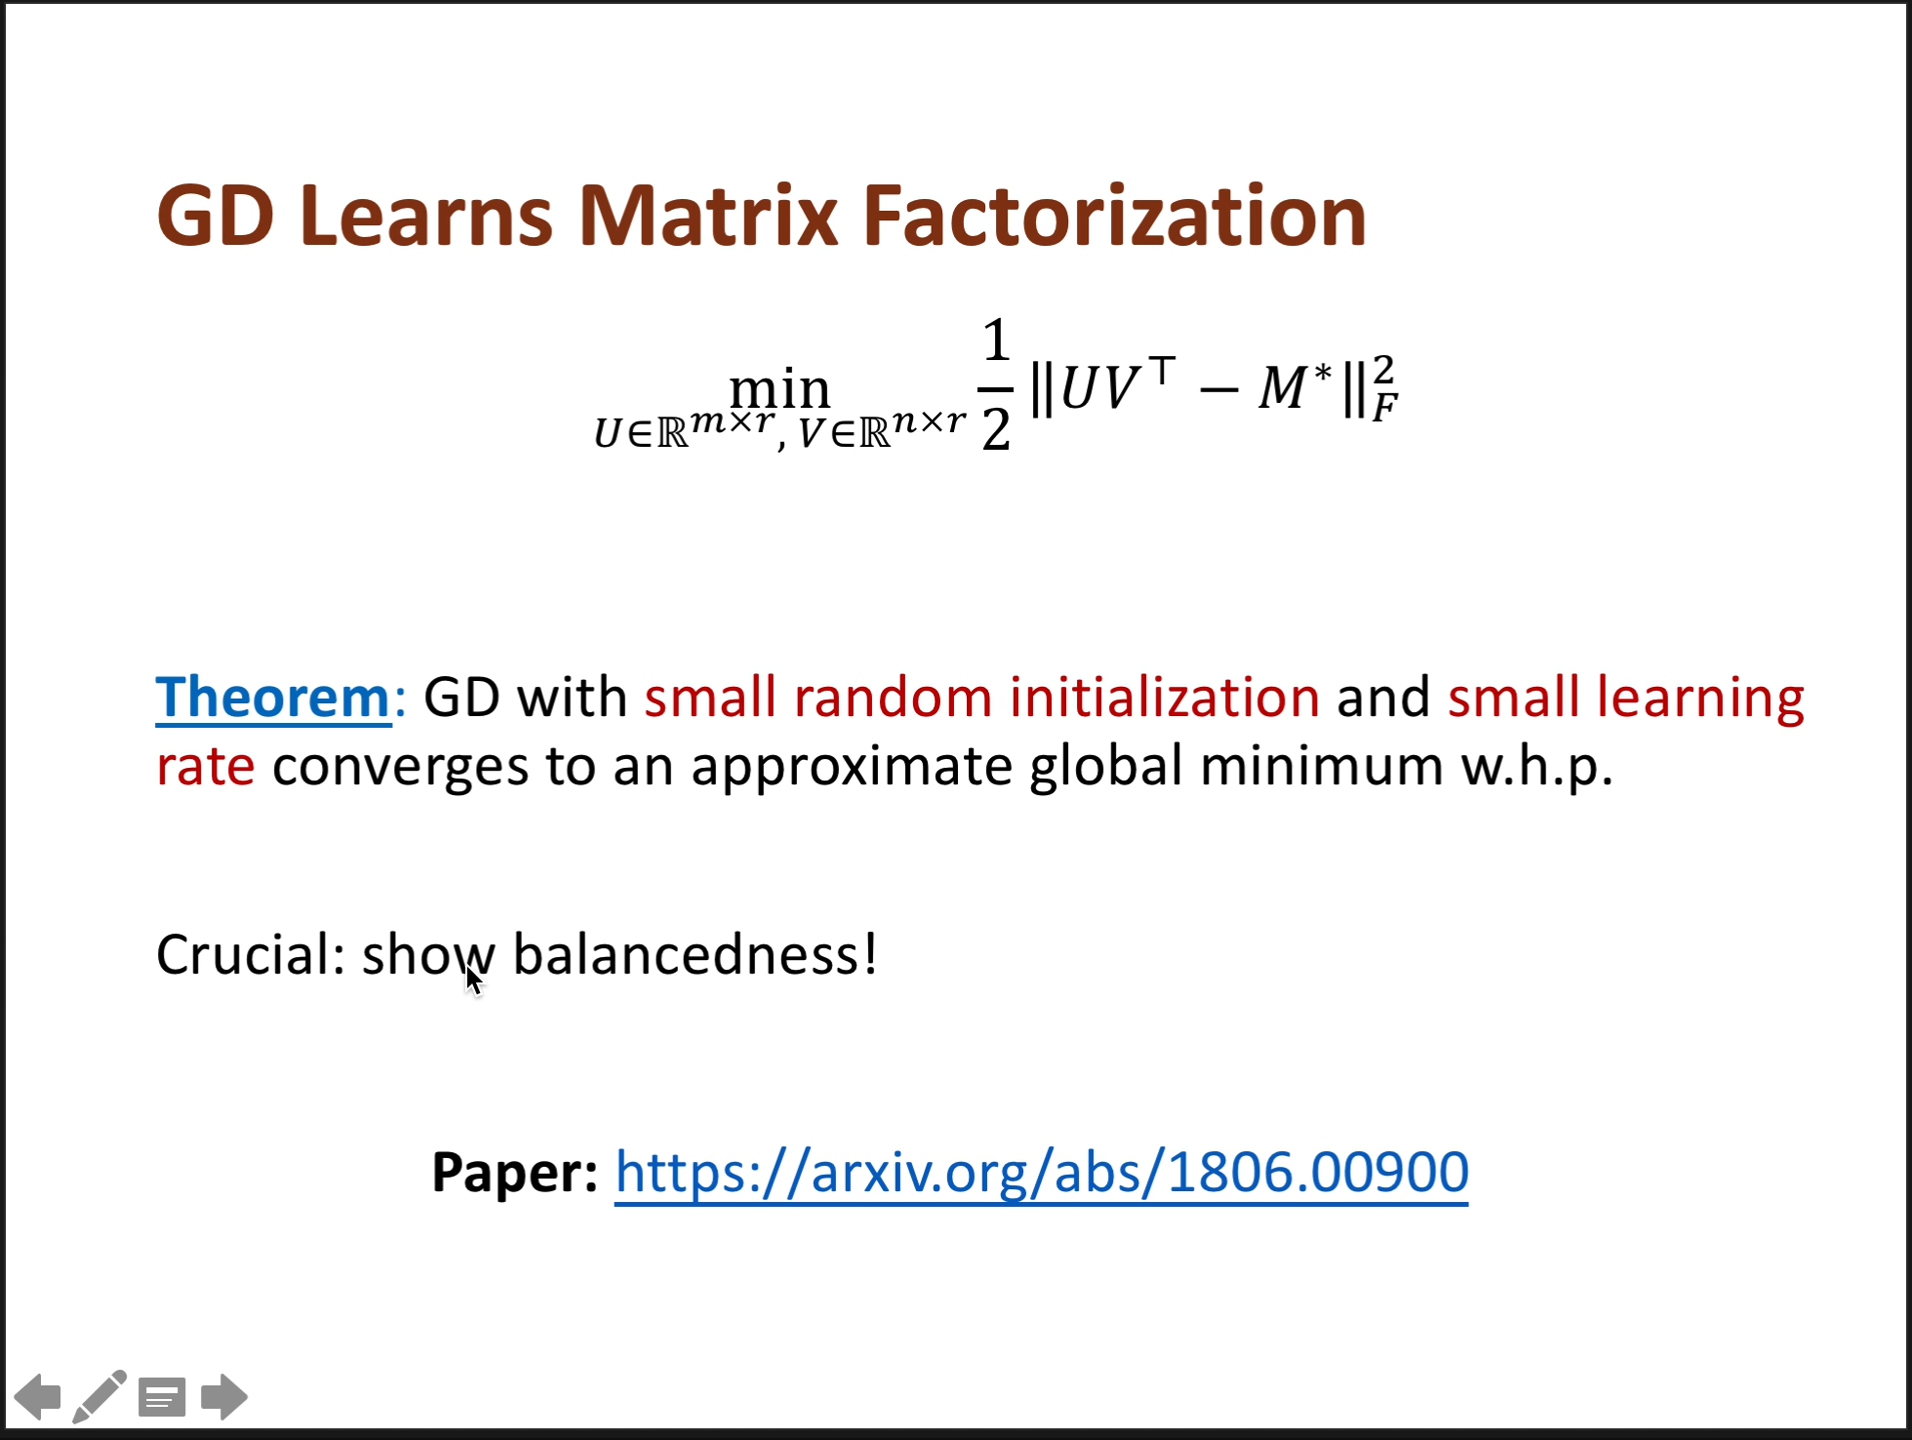 GD Learns Matrix Factorization
min_{U∈ℝ^{m×r}, V∈ℝ^{n×r}} 1/2 ‖UV^⊤ − M*‖_F^2
Theorem: GD with small random initialization and small learning
rate converges to an approximate global minimum w.h.p.
Crucial: show balancedness!
Paper: https://arxiv.org/abs/1806.00900